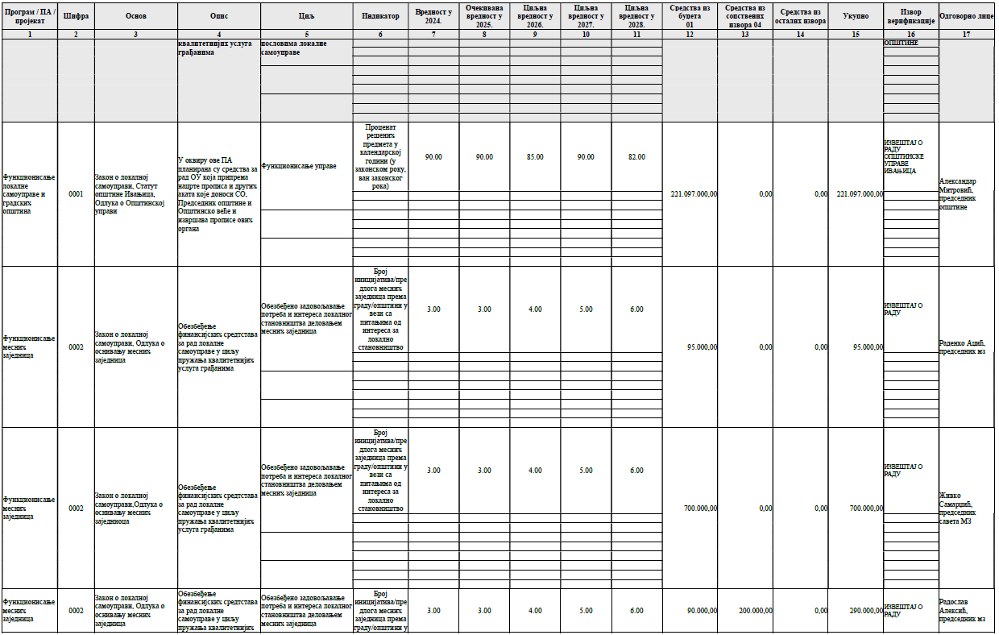 Програм / ПА / пројекат | Шифра | Основ | Опис | Циљ | Индикатор | Вредност у 2024. | Очекивана вредност у 2025. | Циљна вредност у 2026. | Циљна вредност у 2027. | Циљна вредност у 2028. | Средства из буџета 01 | Средства из сопствених извора 04 | Средства из осталих извора | Укупно | Извор верификације | Одговорно лице
1 | 2 | 3 | 4 | 5 | 6 | 7 | 8 | 9 | 10 | 11 | 12 | 13 | 14 | 15 | 16 | 17
квалитетнијих услуга
грађанима
пословима локалне
самоуправе
ОПШТИНЕ
Функционисање
локалне
самоуправе и
градских
општина
0001
Закон о локалној
самоуправи, Статут
општине Ивањица,
Одлука о Општинској
управи
У оквиру ове ПА
планирана су средства за
рад ОУ која припрема
нацрте прописа и других
аката које доноси СО,
Председник општине и
Општинско веће и
извршава прописе ових
органа
Функционисање управе
Проценат
решених
предмета у
календарској
години (у
законском року,
ван законског
рока)
90.00 | 90.00 | 85.00 | 90.00 | 82.00
221.097.000,00 | 0,00 | 0,00 | 221.097.000,00
ИЗВЕШТАЈ О
РАДУ
ОПШТИНСКЕ
УПРАВЕ
ИВАЊИЦА
Александар
Митровић,
председник
општине
Функционисање
месних
заједница
0002
Закон о локалној
самоуправи, Одлука о
оснивању месних
заједница
Обезбеђење
финансијских средтстава
за рад локалне
самоуправе у циљу
пружања квалитетнијих
услуга грађанима
Обезбеђено задовољавање
потреба и интереса локалног
становништва деловањем
месних заједница
Број
иницијатива/пре
длога месних
заједница према
граду/општини у
вези са
питањима од
интереса за
локално
становништво
3.00 | 3.00 | 4.00 | 5.00 | 6.00
95.000,00 | 0,00 | 0,00 | 95.000,00
ИЗВЕШТАЈ О
РАДУ
Раденко Ацић,
председник мз
Функционисање
месних
заједница
0002
Закон о локалној
самоуправи,Одлука о
оснивању месних
заједниоца
Обезбеђење
финансијских средтстава
за рад локалне
самоуправе у циљу
пружања квалитетнијих
услуга грађанима
Обезбеђено задовољавање
потреба и интереса локалног
становништва деловањем
месних заједница
Број
иницијатива/пре
длога месних
заједница према
граду/општини у
вези са
питањима од
интереса за
локално
становништво
3.00 | 3.00 | 4.00 | 5.00 | 6.00
700.000,00 | 0,00 | 0,00 | 700.000,00
ИЗВЕШТАЈ О
РАДУ
Живко
Самарџић,
председник
савета МЗ
Функционисање
месних
заједница
0002
Закон о локалној
самоуправи, Одлука о
оснивању месних
заједница
Обезбеђење
финансијских средтстава
за рад локалне
самоуправе у циљу
пружања квалитетнијих
Обезбеђено задовољавање
потреба и интереса локалног
становништва деловањем
месних заједница
Број
иницијатива/пре
длога месних
заједница према
граду/општини у
3.00 | 3.00 | 4.00 | 5.00 | 6.00
90.000,00 | 200.000,00 | 0,00 | 290.000,00
ИЗВЕШТАЈ О
РАДУ
Радослав
Алексић,
председник мз